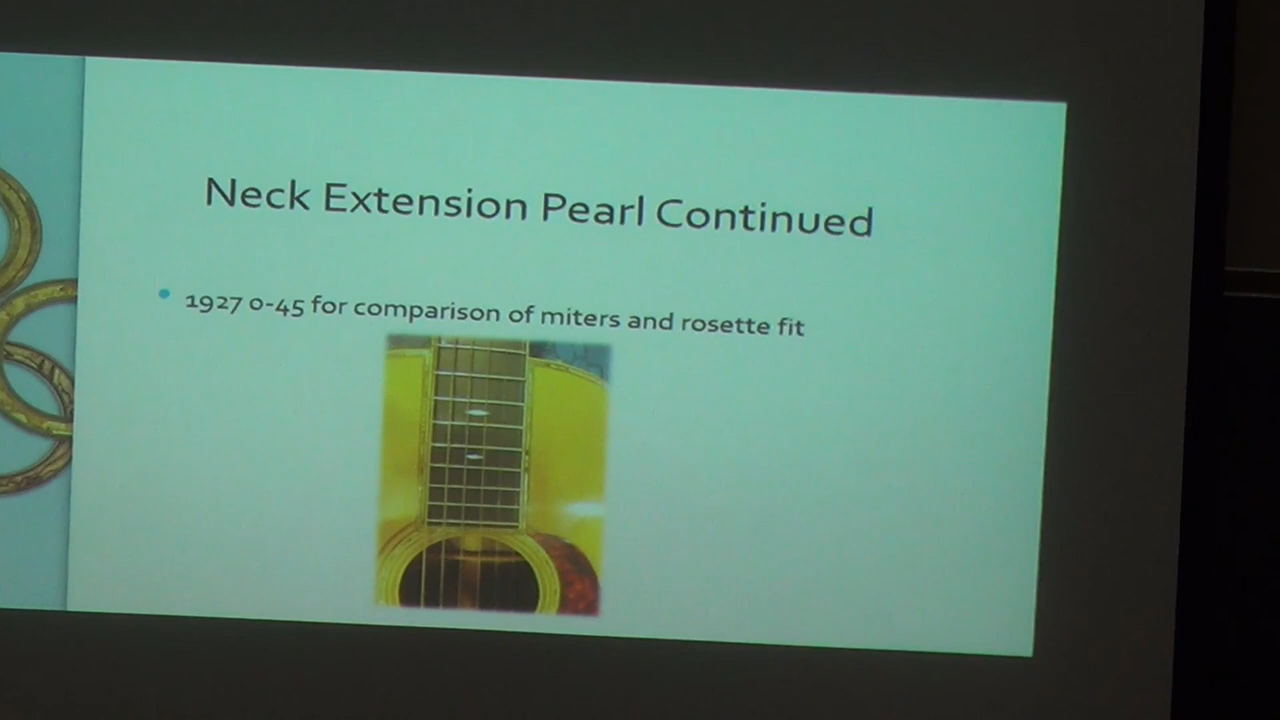 Neck Extension Pearl Continued
1927 0-45 for comparison of miters and rosette fit